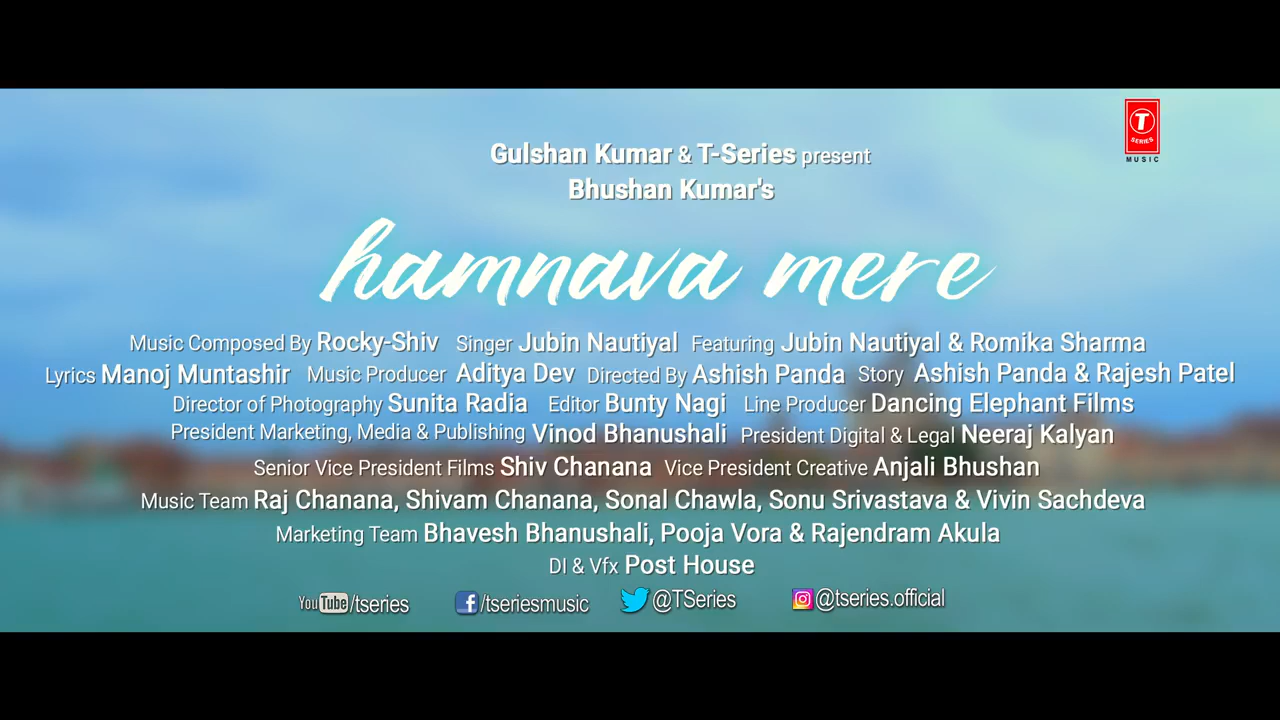 T
SERIES
MUSIC
Gulshan Kumar & T-Series present
Bhushan Kumar's
hamnava mere
Music Composed By Rocky-Shiv Singer Jubin Nautiyal Featuring Jubin Nautiyal & Romika Sharma
Lyrics Manoj Muntashir Music Producer Aditya Dev Directed By Ashish Panda Story Ashish Panda & Rajesh Patel
Director of Photography Sunita Radia Editor Bunty Nagi Line Producer Dancing Elephant Films
President Marketing, Media & Publishing Vinod Bhanushali President Digital & Legal Neeraj Kalyan
Senior Vice President Films Shiv Chanana Vice President Creative Anjali Bhushan
Music Team Raj Chanana, Shivam Chanana, Sonal Chawla, Sonu Srivastava & Vivin Sachdeva
Marketing Team Bhavesh Bhanushali, Pooja Vora & Rajendram Akula
DI & Vfx Post House
YouTube/tseries f/tseriesmusic @TSeries @tseries.official